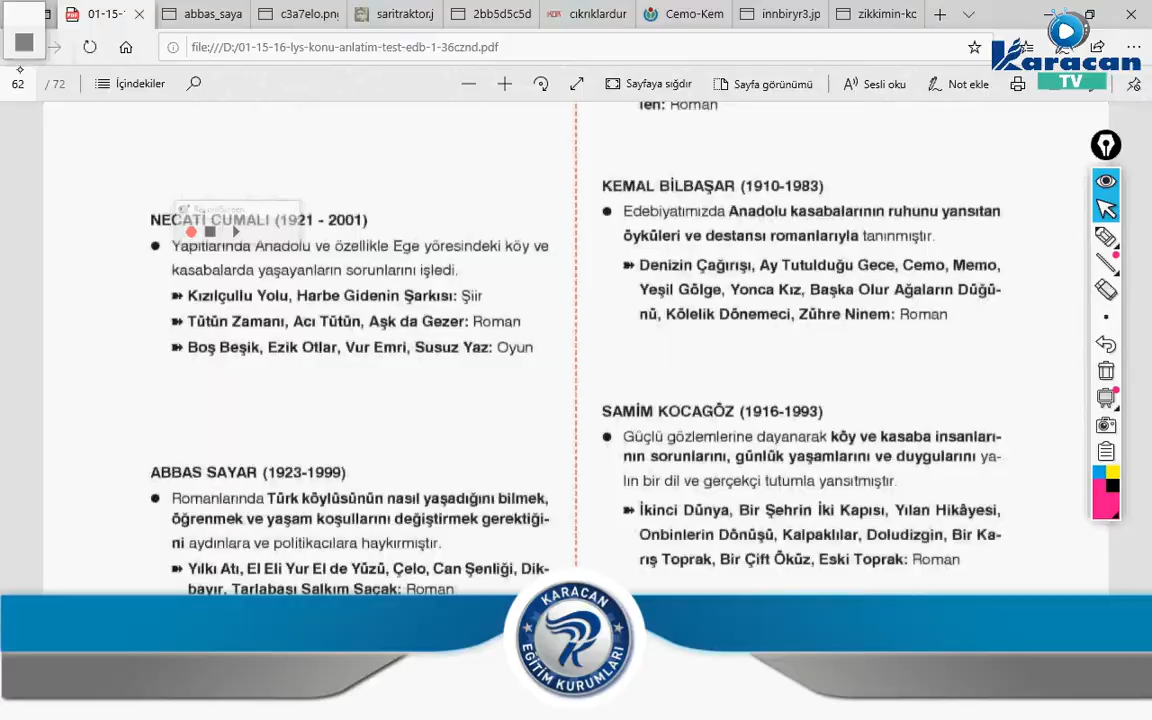 01-15-
abbas_saya
c3a7elo.pn
saritraktor.j
2bb5d5c5d
cıkrıklardur
Cemo-Kem
innbiryr3.jp
zikkimin-kc
file:///D:/01-15-16-lys-konu-anlatim-test-edb-1-36cznd.pdf
Karacan
TV
62 / 72
İçindekiler
Sayfaya sığdır
Sayfa görünümü
Sesli oku
Not ekle
NECATİ CUMALI (1921 - 2001)
Yapıtlarında Anadolu ve özellikle Ege yöresindeki köy ve
kasabalarda yaşayanların sorunlarını işledi.
Kızılçullu Yolu, Harbe Gidenin Şarkısı: Şiir
Tütün Zamanı, Acı Tütün, Aşk da Gezer: Roman
Boş Beşik, Ezik Otlar, Vur Emri, Susuz Yaz: Oyun
ABBAS SAYAR (1923-1999)
Romanlarında Türk köylüsünün nasıl yaşadığını bilmek,
öğrenmek ve yaşam koşullarını değiştirmek gerektiği-
ni aydınlara ve politikacılara haykırmıştır.
Yılkı Atı, El Eli Yur El de Yüzü, Çelo, Can Şenliği, Dik-
bayır, Tarlabaşı Salkım Saçak: Roman
Roman
KEMAL BİLBAŞAR (1910-1983)
Edebiyatımızda Anadolu kasabalarının ruhunu yansıtan
öyküleri ve destansı romanlarıyla tanınmıştır.
Denizin Çağırışı, Ay Tutulduğu Gece, Cemo, Memo,
Yeşil Gölge, Yonca Kız, Başka Olur Ağaların Düğü-
nü, Kölelik Dönemeci, Zühre Ninem: Roman
SAMİM KOCAGÖZ (1916-1993)
Güçlü gözlemlerine dayanarak köy ve kasaba insanları-
nın sorunlarını, günlük yaşamlarını ve duygularını ya-
lın bir dil ve gerçekçi tutumla yansıtmıştır.
İkinci Dünya, Bir Şehrin İki Kapısı, Yılan Hikâyesi,
Onbinlerin Dönüşü, Kalpaklılar, Doludizgin, Bir Ka-
rış Toprak, Bir Çift Öküz, Eski Toprak: Roman
KARACAN
EĞİTİM KURUMLARI